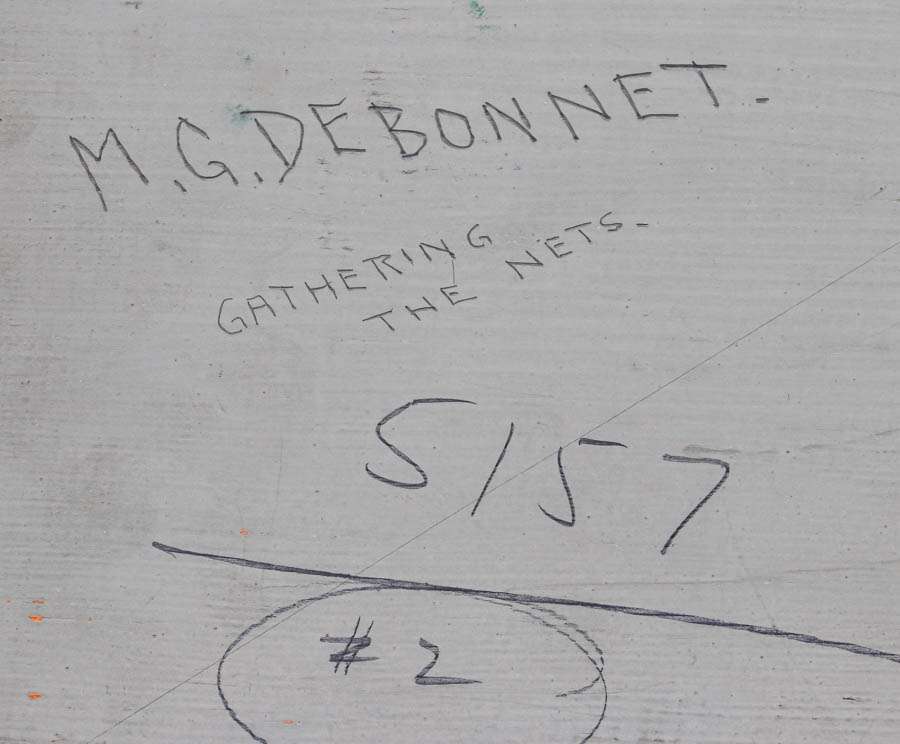 M.G.DEBONNET.
GATHERING
THE NETS.
5157
#2